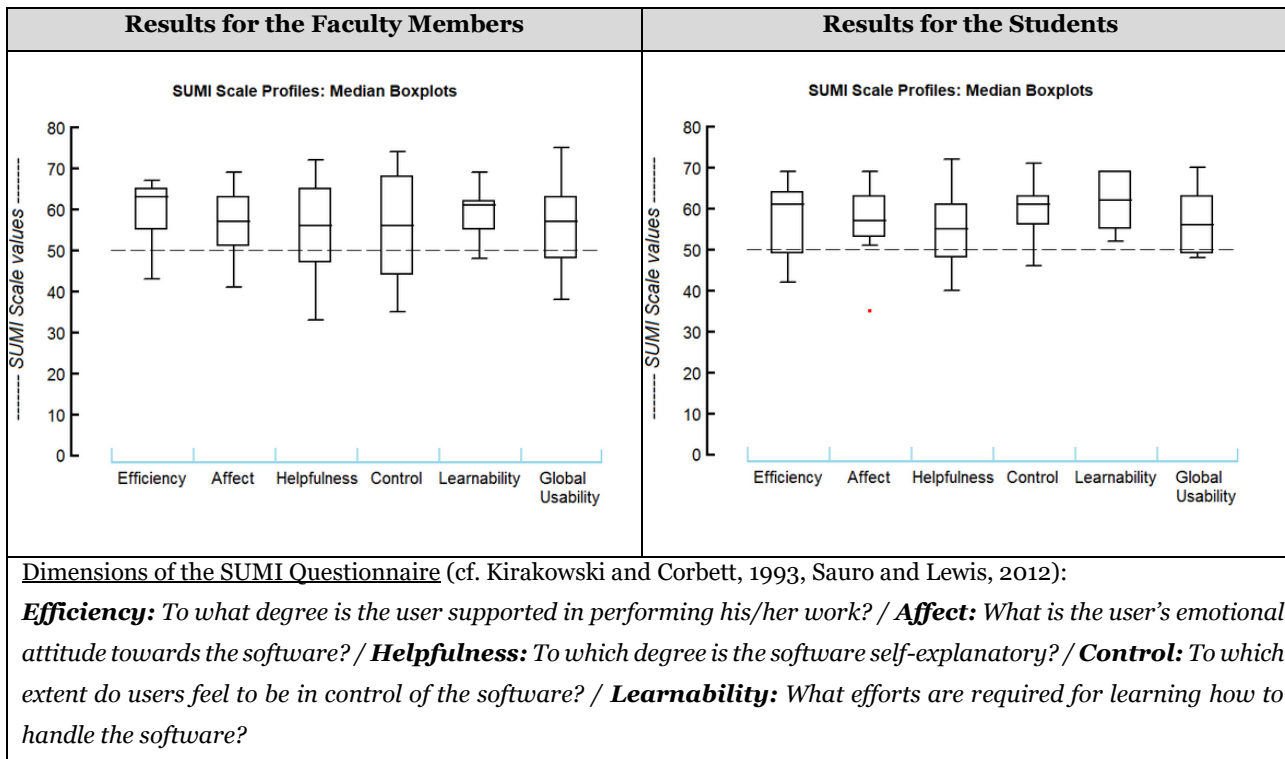 Results for the Faculty Members
Results for the Students
SUMI Scale Profiles: Median Boxplots
------- SUMI Scale values -------
80
70
60
50
40
30
20
10
0
Efficiency Affect Helpfulness Control Learnability Global
Usability
SUMI Scale Profiles: Median Boxplots
------- SUMI Scale values -------
80
70
60
50
40
30
20
10
0
Efficiency Affect Helpfulness Control Learnability Global
Usability
Dimensions of the SUMI Questionnaire (cf. Kirakowski and Corbett, 1993, Sauro and Lewis, 2012):
Efficiency: To what degree is the user supported in performing his/her work? / Affect: What is the user’s emotional
attitude towards the software? / Helpfulness: To which degree is the software self-explanatory? / Control: To which
extent do users feel to be in control of the software? / Learnability: What efforts are required for learning how to
handle the software?